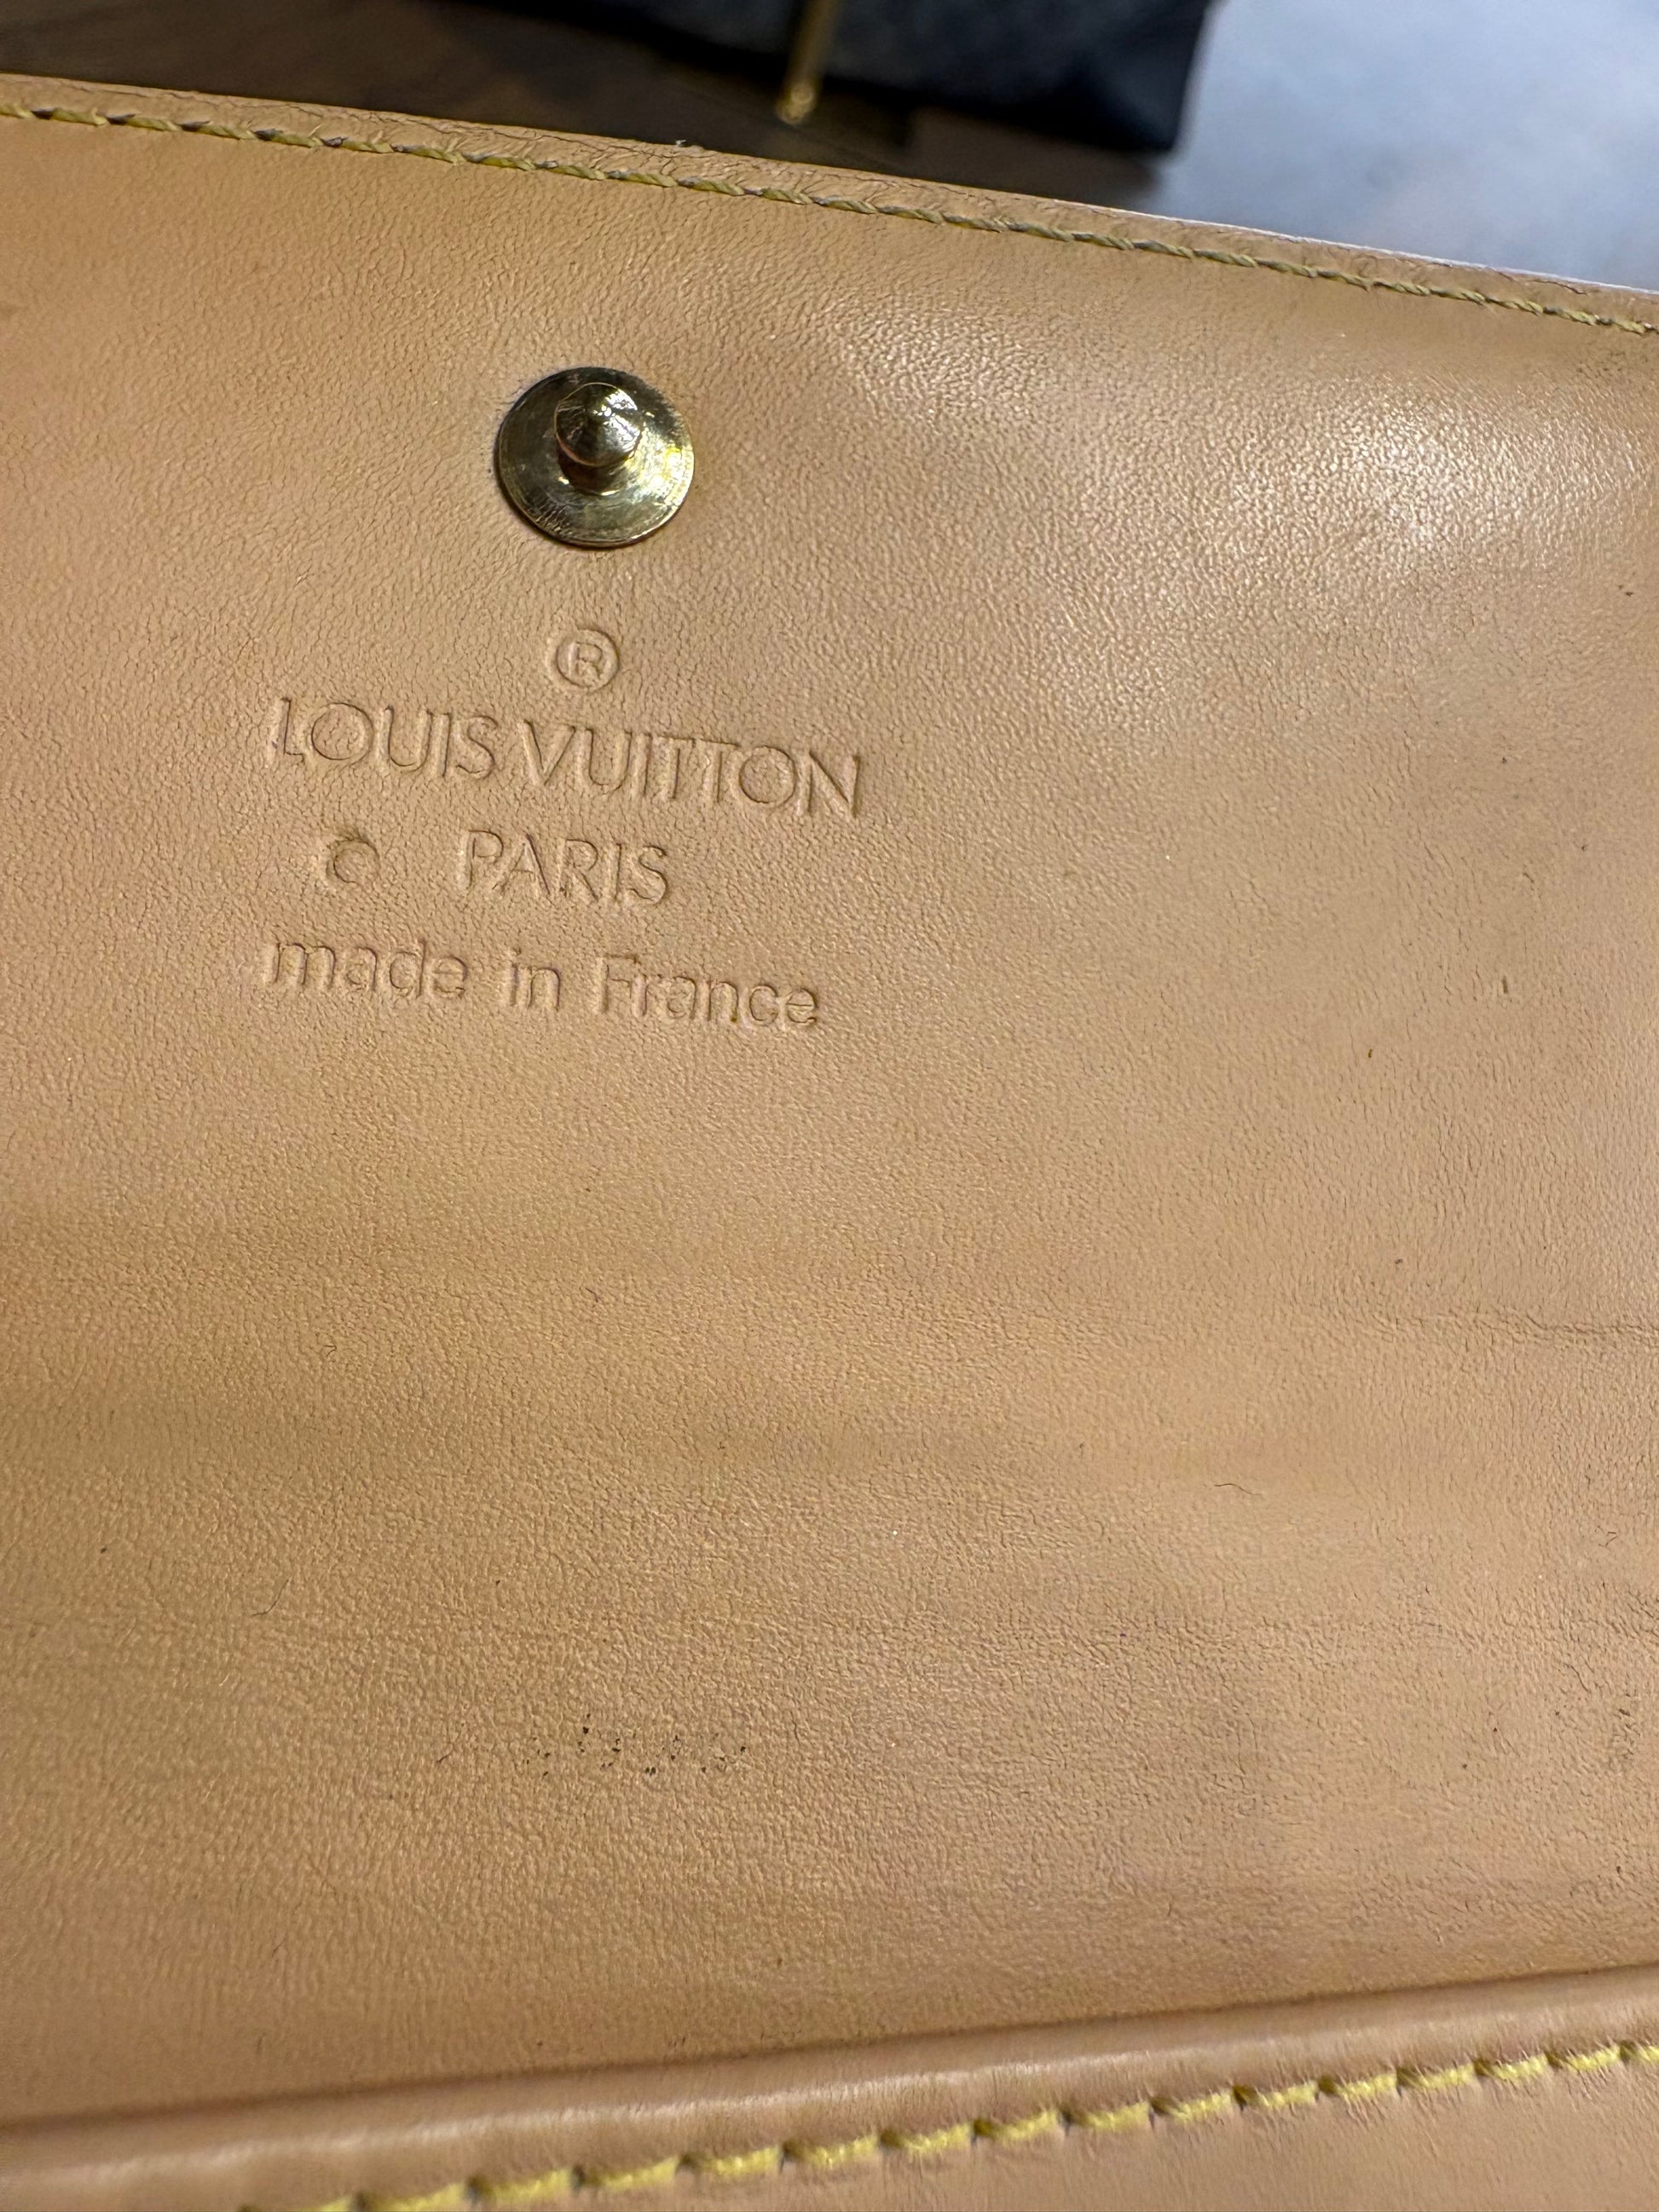 ®
LOUIS VUITTON
© PARIS
made in France